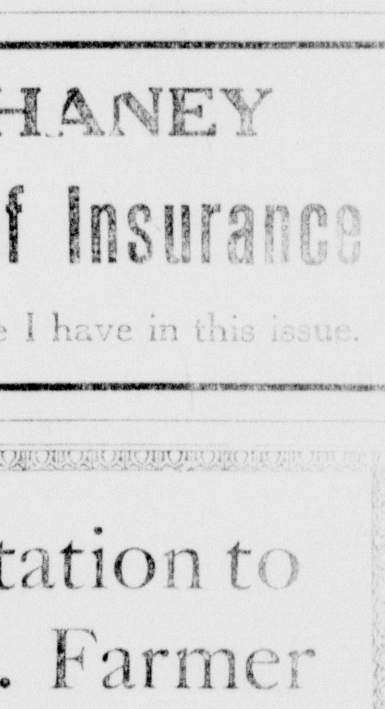 HANEY
f Insurance
e I have in this issue.
tation to
. Farmer